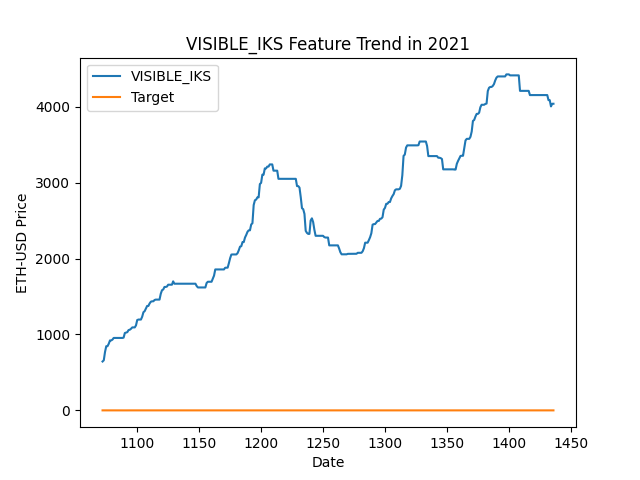 VISIBLE_IKS Feature Trend in 2021
VISIBLE_IKS
Target
ETH-USD Price
4000
3000
2000
1000
0
1100 1150 1200 1250 1300 1350 1400 1450
Date